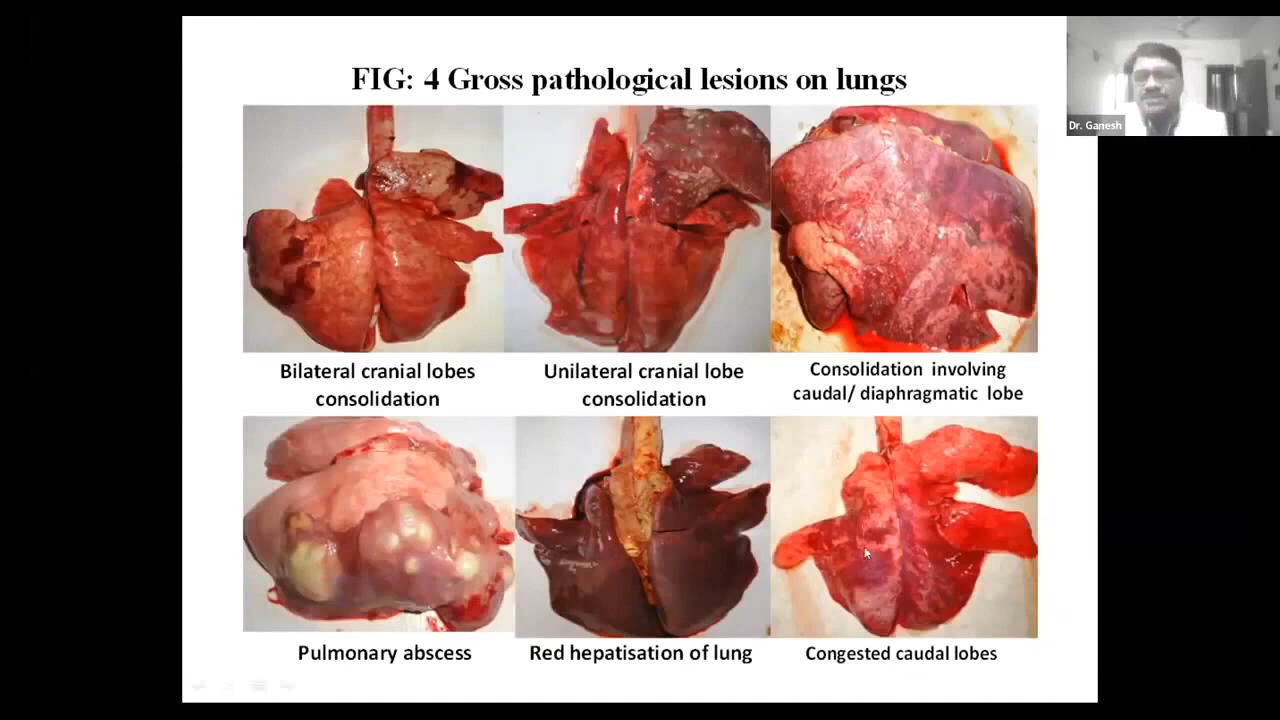 FIG: 4 Gross pathological lesions on lungs
Dr. Ganesh
Bilateral cranial lobes
consolidation
Unilateral cranial lobe
consolidation
Consolidation involving
caudal/ diaphragmatic lobe
Pulmonary abscess
Red hepatisation of lung
Congested caudal lobes